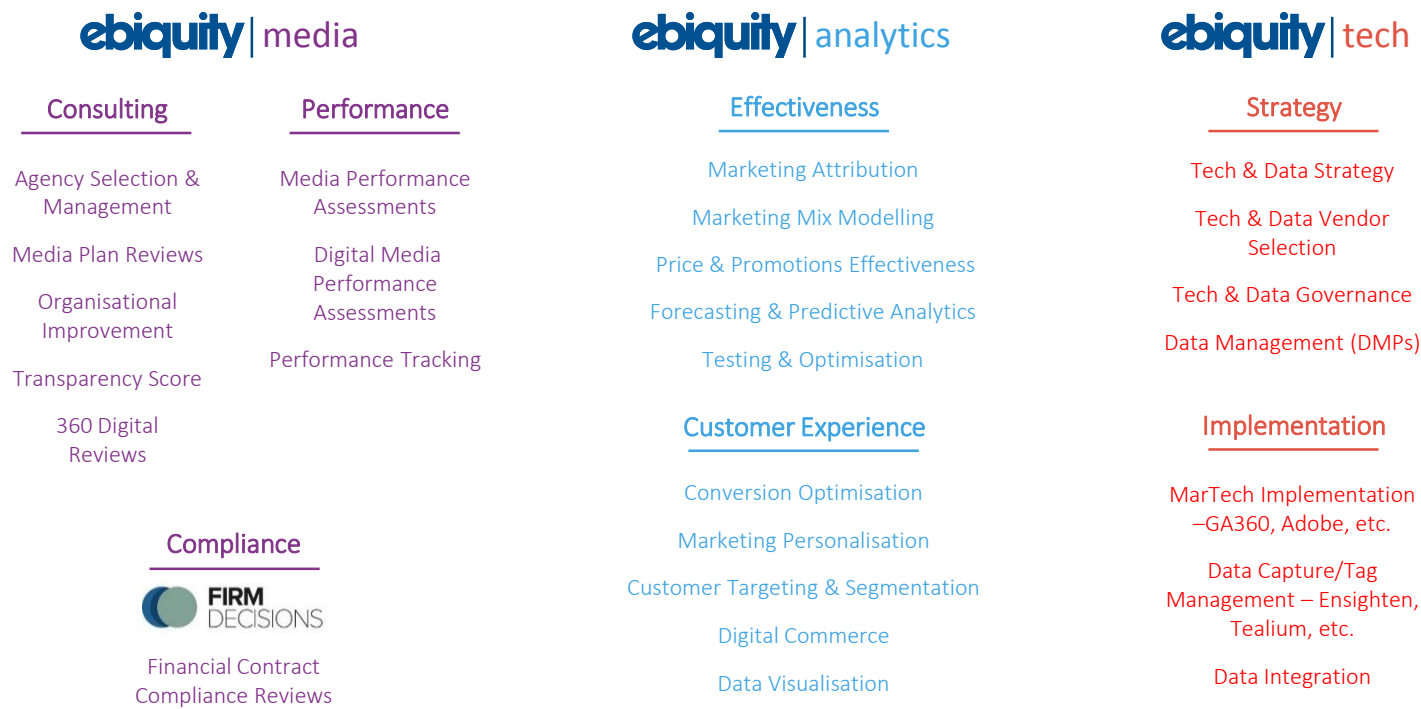 ebiquity | media
Consulting
Agency Selection &
Management
Media Plan Reviews
Organisational
Improvement
Transparency Score
360 Digital
Reviews
Performance
Media Performance
Assessments
Digital Media
Performance
Assessments
Performance Tracking
Compliance
FIRM
DECISIONS
Financial Contract
Compliance Reviews
ebiquity | analytics
Effectiveness
Marketing Attribution
Marketing Mix Modelling
Price & Promotions Effectiveness
Forecasting & Predictive Analytics
Testing & Optimisation
Customer Experience
Conversion Optimisation
Marketing Personalisation
Customer Targeting & Segmentation
Digital Commerce
Data Visualisation
ebiquity | tech
Strategy
Tech & Data Strategy
Tech & Data Vendor
Selection
Tech & Data Governance
Data Management (DMPs)
Implementation
MarTech Implementation
–GA360, Adobe, etc.
Data Capture/Tag
Management – Ensighten,
Tealium, etc.
Data Integration